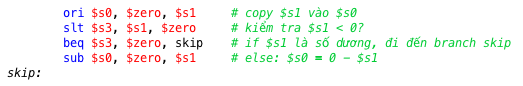 ori $s0, $zero, $s1 # copy $s1 vào $s0
slt $s3, $s1, $zero # kiểm tra $s1 < 0?
beq $s3, $zero, skip # if $s1 là số dương, đi đến branch skip
sub $s0, $zero, $s1 # else: $s0 = 0 − $s1
skip: